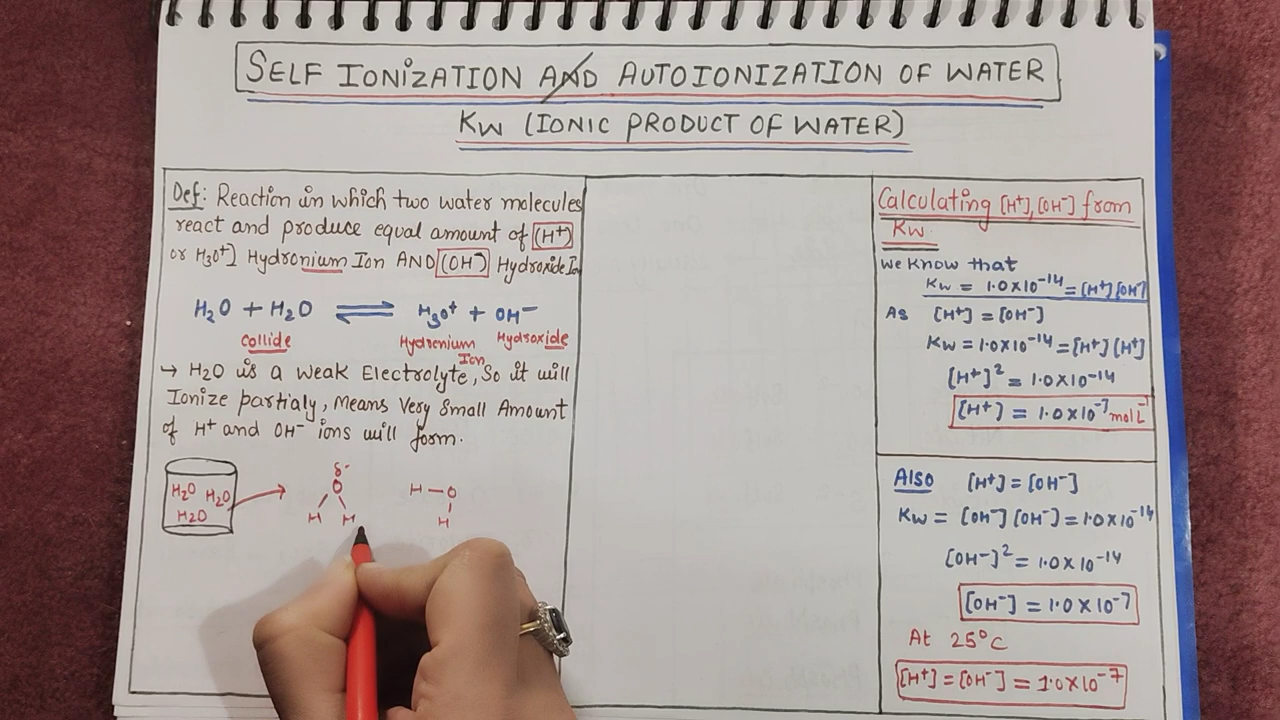 SELF IONIZATION AND AUTOIONIZATION OF WATER
KW (IONIC PRODUCT OF WATER)
Def: Reaction in which two water molecules
react and produce equal amount of (H⁺)
or H₃O⁺] Hydronium Ion AND (OH⁻) Hydroxide Ion
H₂O + H₂O ⇌ H₃O⁺ + OH⁻
collide Hydronium Ion Hydroxide
→ H₂O is a weak Electrolyte, So it will
Ionize partialy, Means Very Small Amount
of H⁺ and OH⁻ ions will form.
H₂O H₂O
H₂O
δ⁻
O
H H
H – O
H
Calculating [H⁺], [OH⁻] from
Kw
we know that
Kw = 1.0×10⁻¹⁴ = [H⁺][OH⁻]
As [H⁺] = [OH⁻]
Kw = 1.0×10⁻¹⁴ = [H⁺][H⁺]
[H⁺]² = 1.0×10⁻¹⁴
[H⁺] = 1.0×10⁻⁷ mol L⁻¹
Also [H⁺] = [OH⁻]
Kw = [OH⁻][OH⁻] = 1.0×10⁻¹⁴
[OH⁻]² = 1.0×10⁻¹⁴
[OH⁻] = 1.0×10⁻⁷
At 25°C
[H⁺] = [OH⁻] = 1.0×10⁻⁷